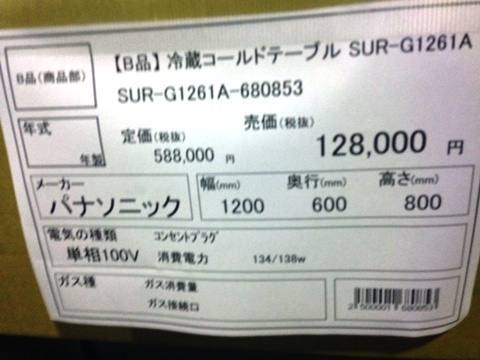 B品(商品部)
【B品】冷蔵コールドテーブル SUR-G1261A
SUR-G1261A-680853
年式
年製
定価(税抜)
588,000 円
売価(税抜)
128,000 円
メーカー
パナソニック
幅(mm) 奥行(mm) 高さ(mm)
1200 600 800
電気の種類
単相100V
コンセントプラグ
消費電力 134/138w
ガス種
ガス消費量
ガス接続口